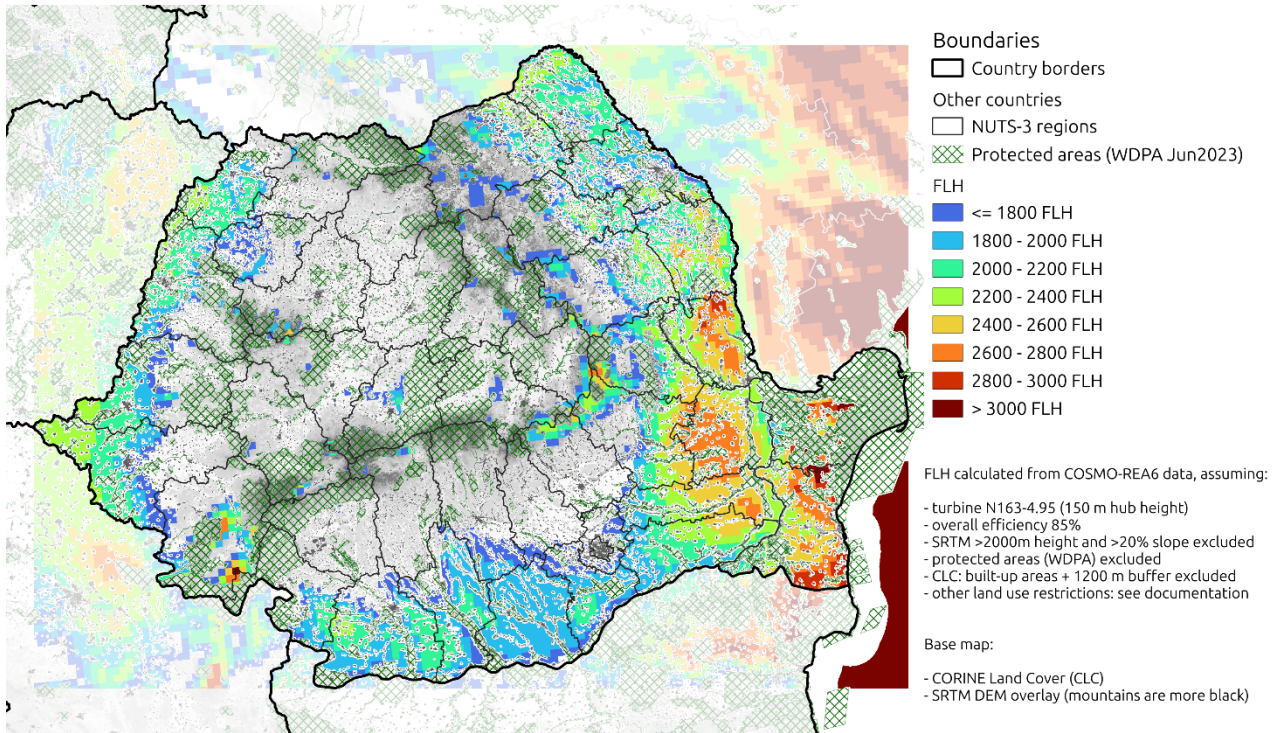 Boundaries
Country borders
Other countries
NUTS-3 regions
Protected areas (WDPA Jun2023)
FLH
<= 1800 FLH
1800 - 2000 FLH
2000 - 2200 FLH
2200 - 2400 FLH
2400 - 2600 FLH
2600 - 2800 FLH
2800 - 3000 FLH
> 3000 FLH
FLH calculated from COSMO-REA6 data, assuming:
- turbine N163-4.95 (150 m hub height)
- overall efficiency 85%
- SRTM >2000m height and >20% slope excluded
- protected areas (WDPA) excluded
- CLC: built-up areas + 1200 m buffer excluded
- other land use restrictions: see documentation
Base map:
- CORINE Land Cover (CLC)
- SRTM DEM overlay (mountains are more black)